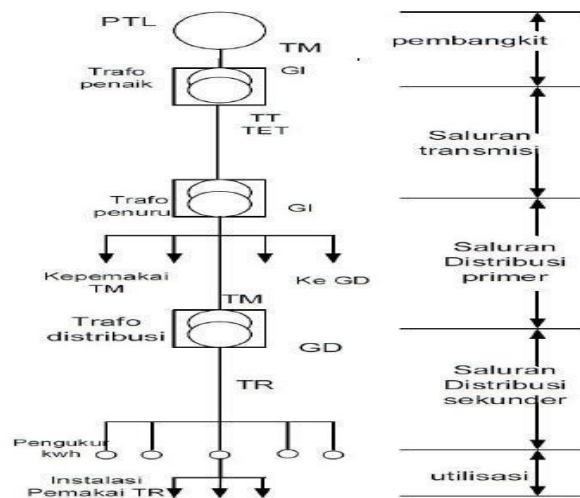 PTL
TM
pembangkit
Trafo
penaik
GI
TT
TET
Saluran
transmisi
Trafo
penuru
GI
Kepemakai
TM
Ke GD
Saluran
Distribusi
primer
TM
Trafo
distribusi
GD
TR
Saluran
Distribusi
sekunder
Pengukur
kwh
Instalasi
Pemakai TR
utilisasi